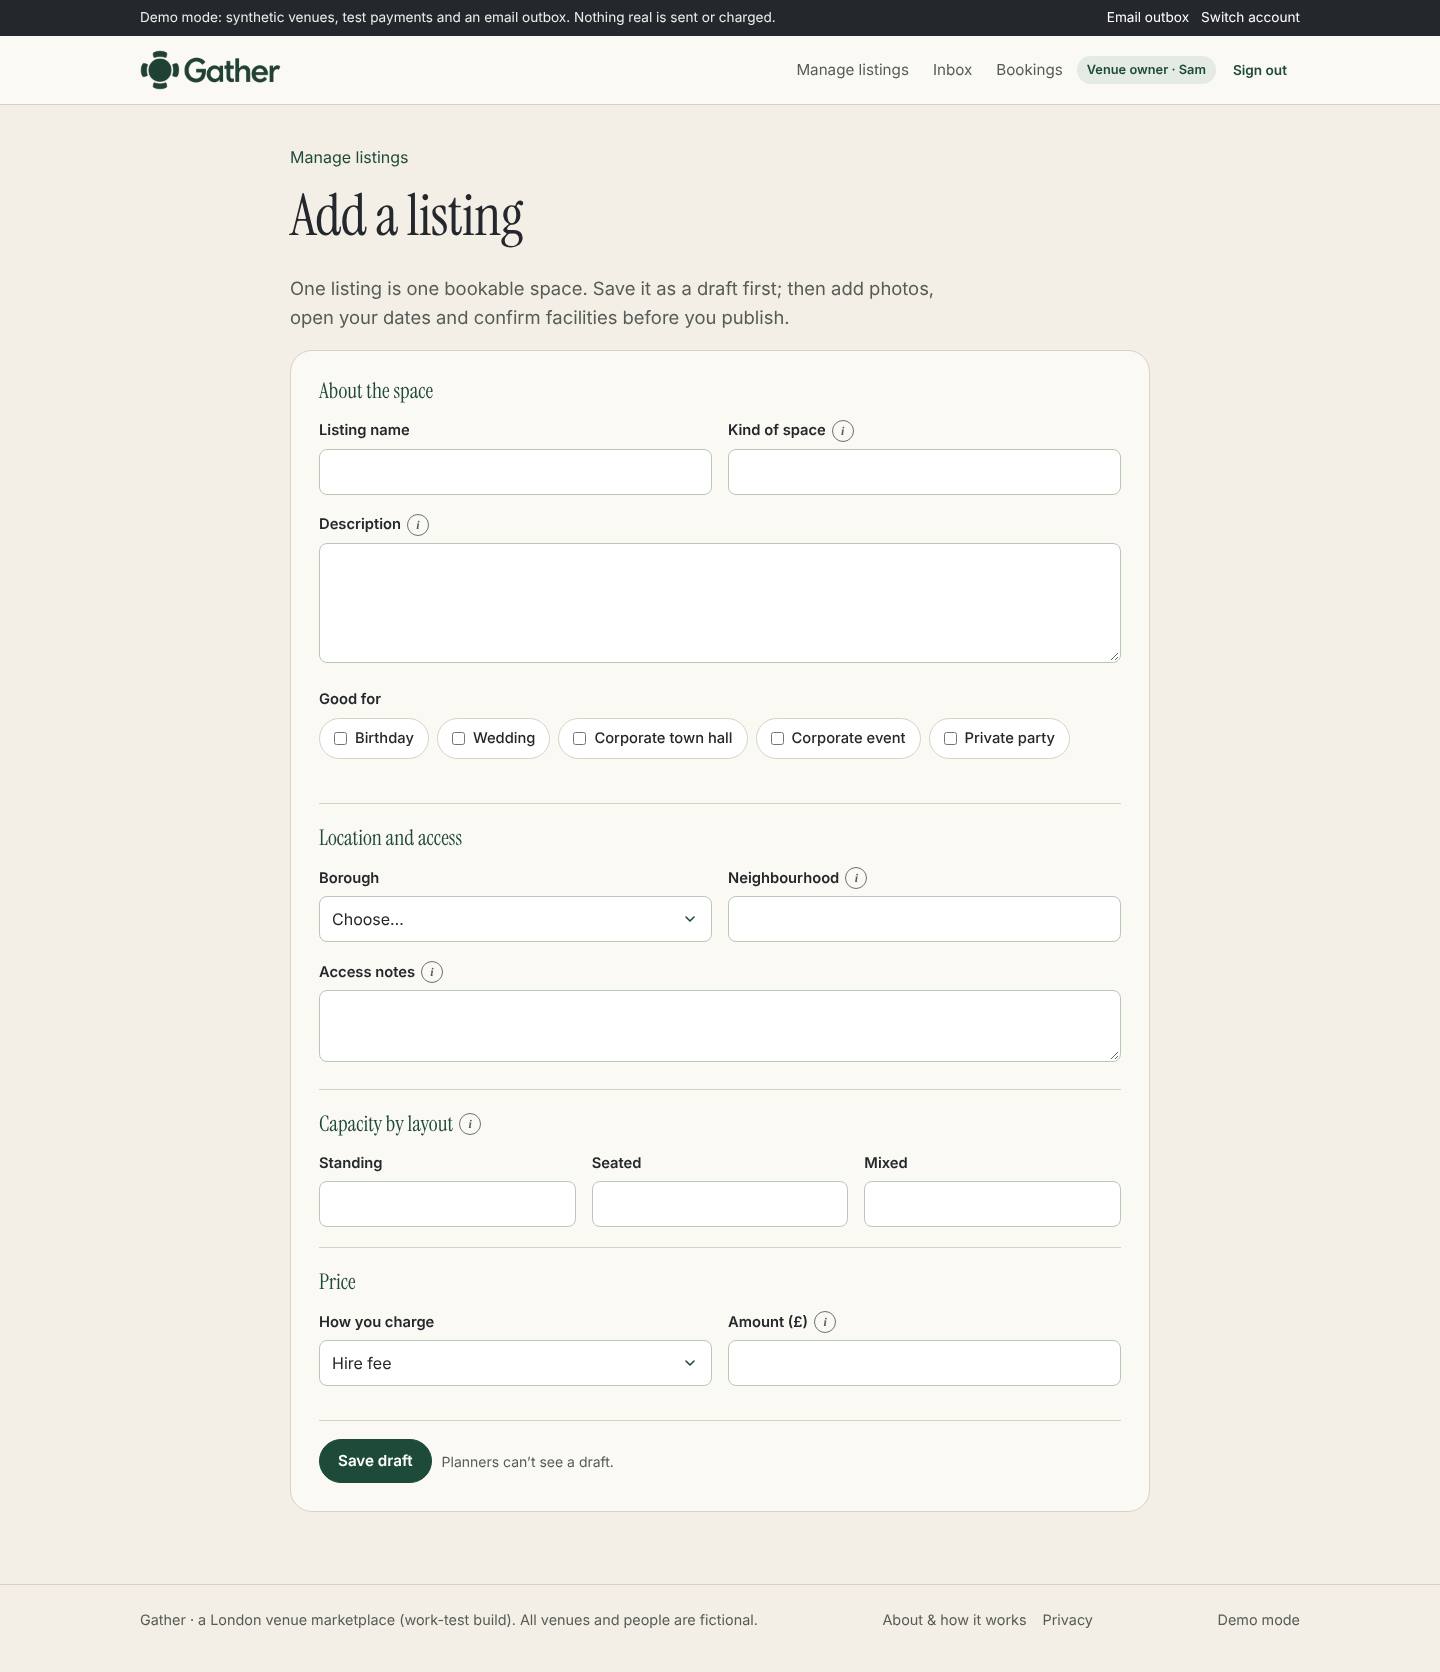 Demo mode: synthetic venues, test payments and an email outbox. Nothing real is sent or charged.
Email outbox Switch account
Gather
Manage listings Inbox Bookings Venue owner · Sam Sign out
Manage listings
Add a listing
One listing is one bookable space. Save it as a draft first; then add photos,
open your dates and confirm facilities before you publish.
About the space
Listing name
Kind of space i
Description i
Good for
Birthday Wedding Corporate town hall Corporate event Private party
Location and access
Borough
Choose...
Neighbourhood i
Access notes i
Capacity by layout i
Standing
Seated
Mixed
Price
How you charge
Hire fee
Amount (£) i
Save draft
Planners can’t see a draft.
Gather · a London venue marketplace (work-test build). All venues and people are fictional.
About & how it works Privacy
Demo mode